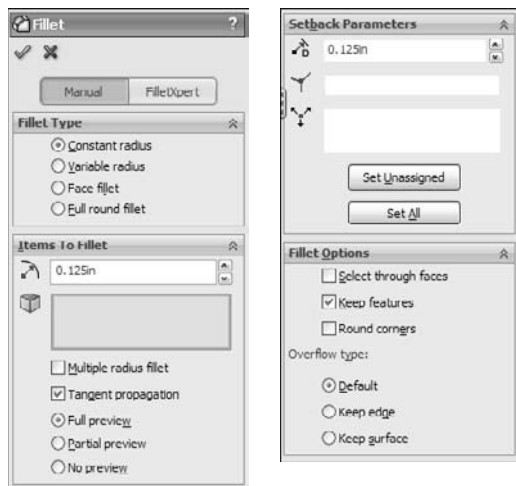 Fillet ?
Manual FilletXpert
Fillet Type
Constant radius
Variable radius
Face fillet
Full round fillet
Items To Fillet
0.125in
Multiple radius fillet
Tangent propagation
Full preview
Partial preview
No preview
Setback Parameters
0.125in
Set Unassigned
Set All
Fillet Options
Select through faces
Keep features
Round corners
Overflow type:
Default
Keep edge
Keep surface